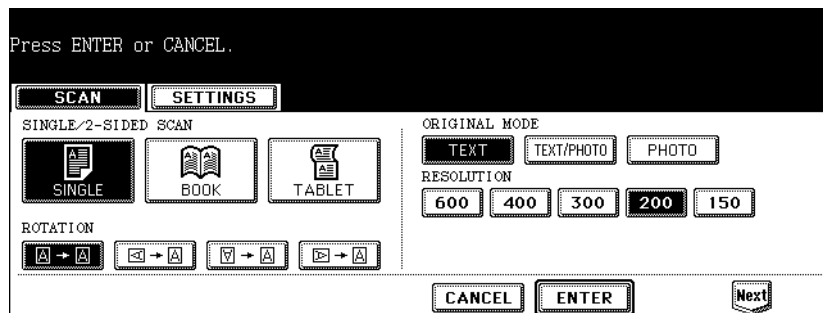 Press ENTER or CANCEL.
SCAN SETTINGS
SINGLE/2-SIDED SCAN
SINGLE BOOK TABLET
ROTATION
A → A A → A A → A A → A
ORIGINAL MODE
TEXT TEXT/PHOTO PHOTO
RESOLUTION
600 400 300 200 150
CANCEL ENTER Next